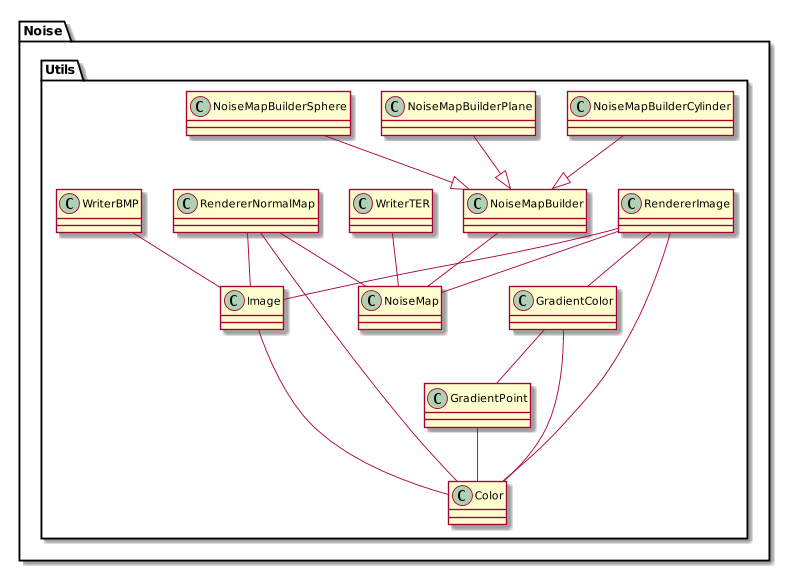 Noise
Utils
C NoiseMapBuilderSphere
C NoiseMapBuilderPlane
C NoiseMapBuilderCylinder
C WriterBMP
C RendererNormalMap
C WriterTER
C NoiseMapBuilder
C RendererImage
C Image
C NoiseMap
C GradientColor
C GradientPoint
C Color